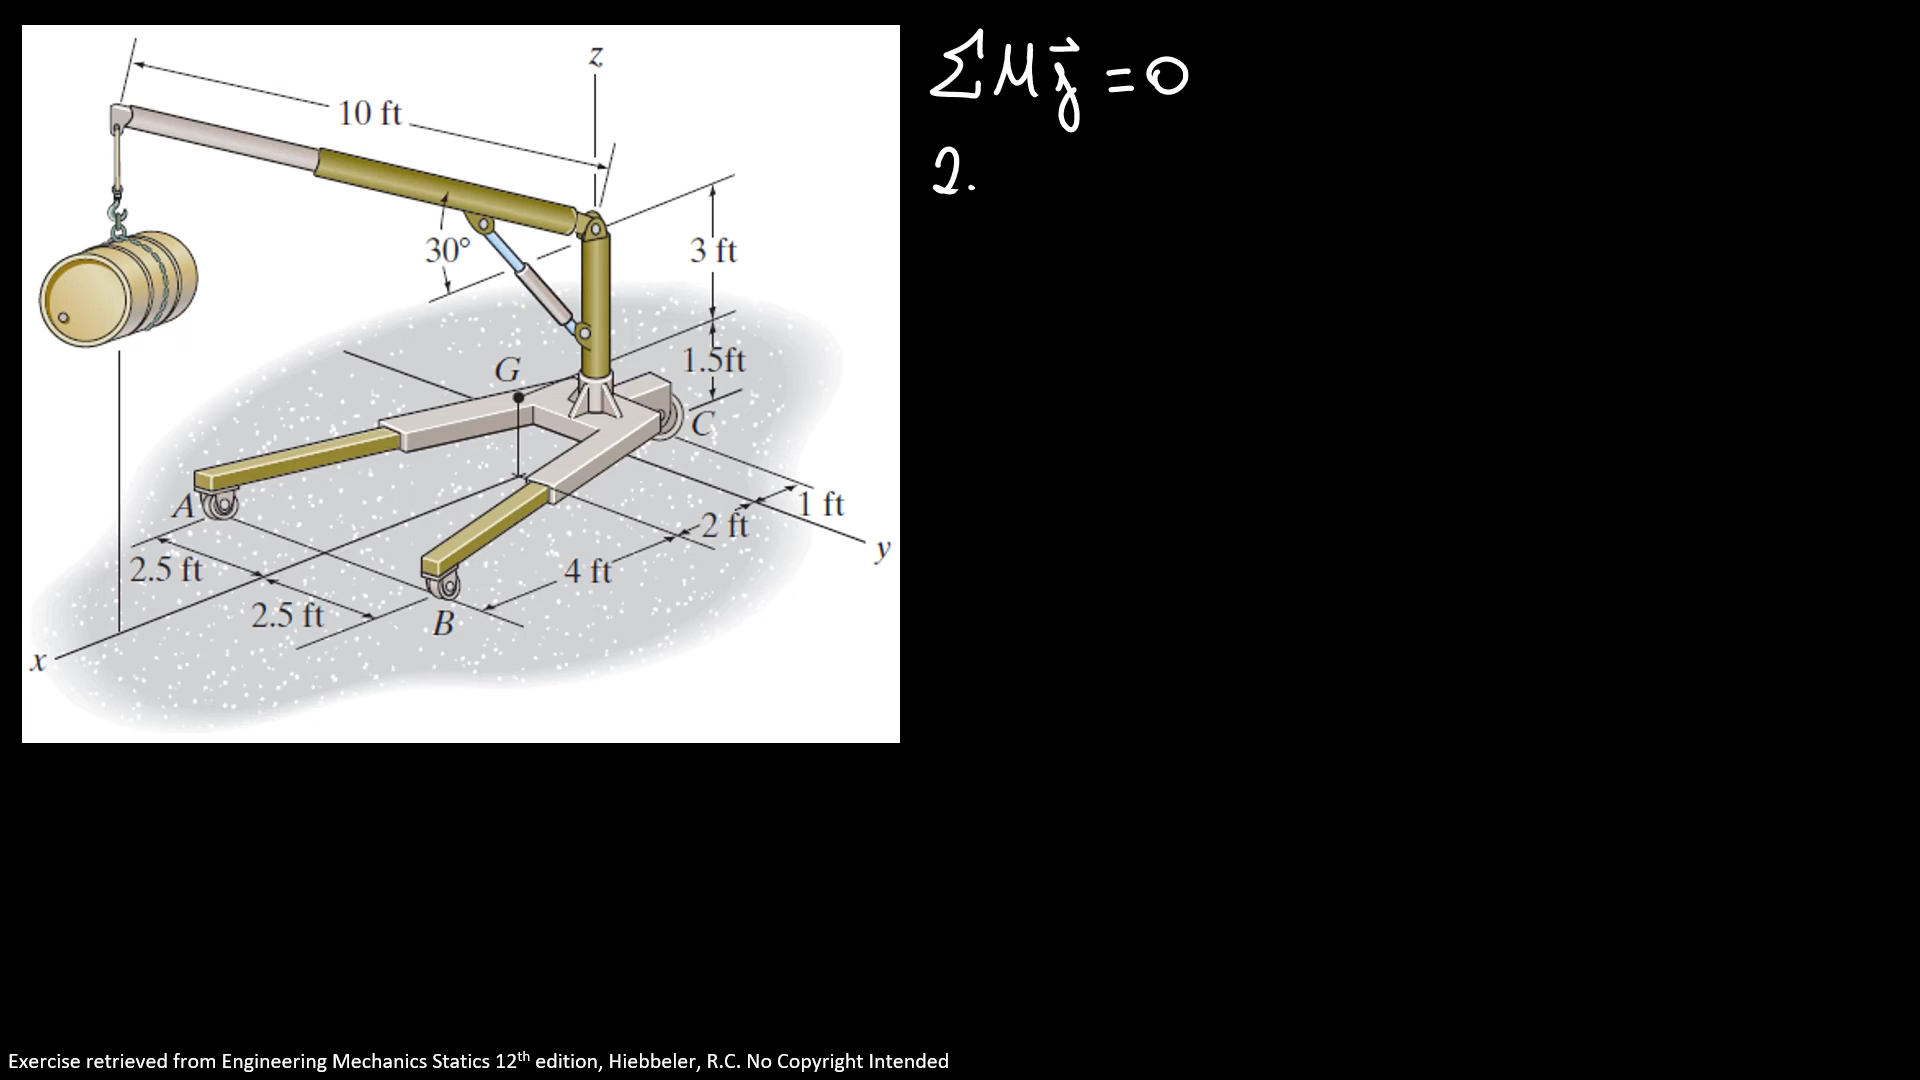 ΣM z⃗ = 0
2.
z
10 ft
30°
3 ft
G
1.5ft
C
A
1 ft
2 ft
y
2.5 ft
4 ft
2.5 ft
B
x
Exercise retrieved from Engineering Mechanics Statics 12th edition, Hiebbeler, R.C. No Copyright Intended